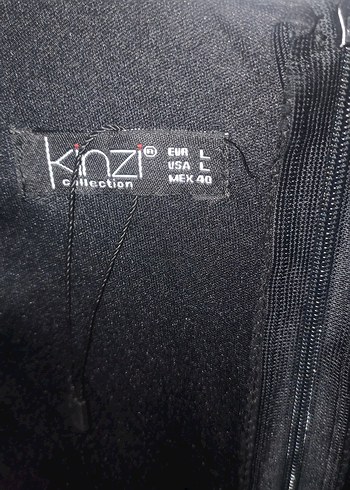 kinzi®
collection
EUR L
USA L
MEX 40